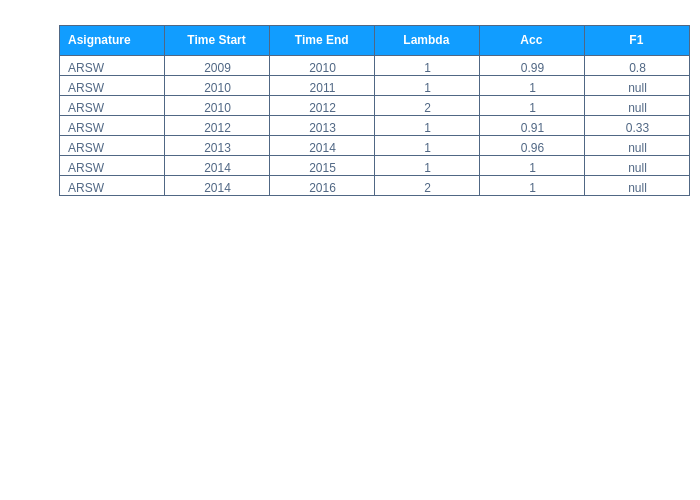 Asignature Time Start Time End Lambda Acc F1
ARSW 2009 2010 1 0.99 0.8
ARSW 2010 2011 1 1 null
ARSW 2010 2012 2 1 null
ARSW 2012 2013 1 0.91 0.33
ARSW 2013 2014 1 0.96 null
ARSW 2014 2015 1 1 null
ARSW 2014 2016 2 1 null